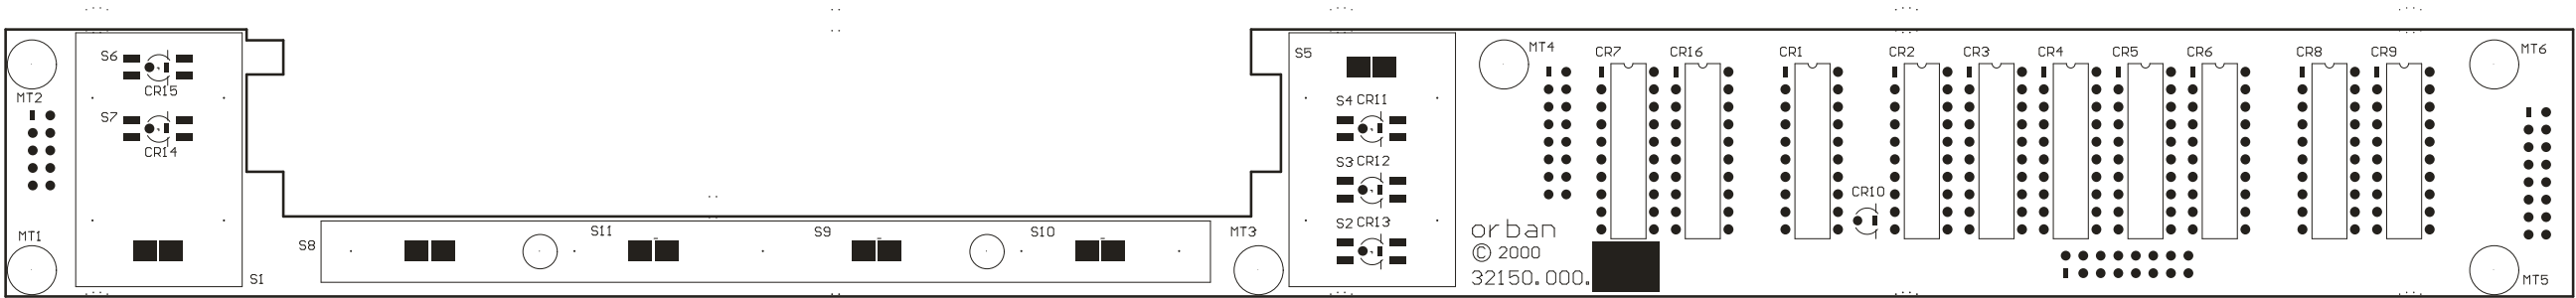 S6
CR15
S7
CR14
MT2
MT1
S1
S8
S11
S9
S10
MT3
S5
S4 CR11
S3 CR12
S2 CR13
MT4
CR7
CR16
CR1
CR2
CR3
CR4
CR5
CR6
CR8
CR9
MT6
CR10
orban
© 2000
32150.000.
MT5